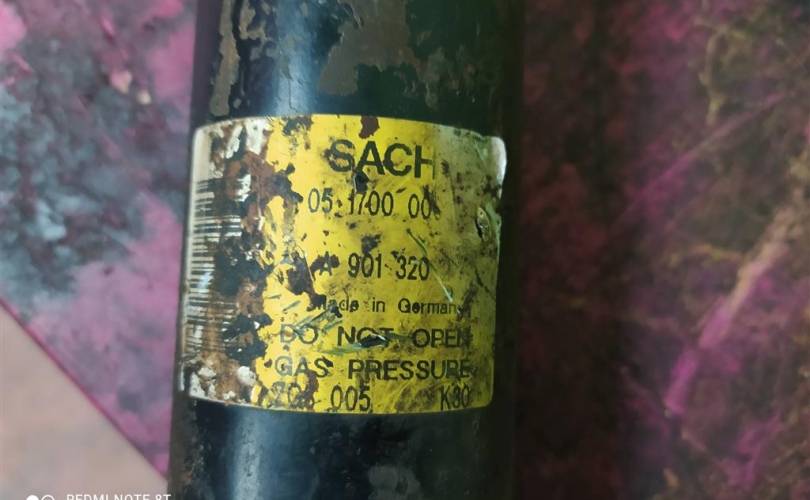 SACH
05 1700 00
A 901 320
Made in Germany
DO NOT OPEN
GAS PRESSURE
005 K30
REDMI NOTE 8T